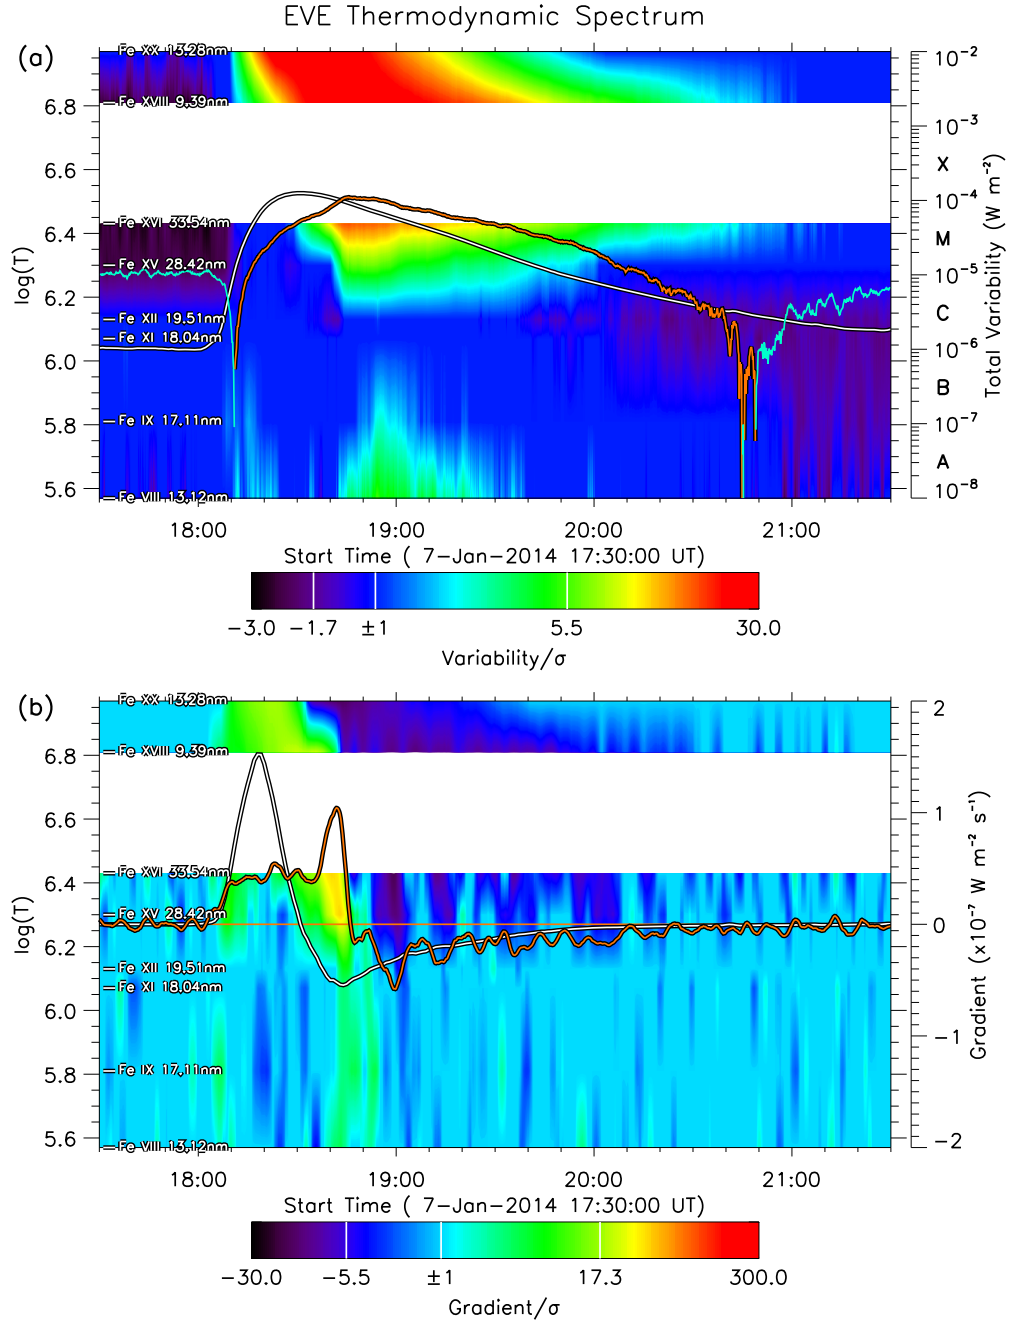 EVE Thermodynamic Spectrum
(a)
Fe XX 13.28nm
Fe XVIII 9.39nm
Fe XVI 33.54nm
Fe XV 28.42nm
Fe XII 19.51nm
Fe XI 18.04nm
Fe IX 17.11nm
Fe VIII 13.12nm
6.8
6.6
6.4
6.2
6.0
5.8
5.6
log(T)
10⁻²
10⁻³
X
10⁻⁴
M
10⁻⁵
C
10⁻⁶
B
10⁻⁷
A
10⁻⁸
Total Variability (W m⁻²)
18:00 19:00 20:00 21:00
Start Time ( 7-Jan-2014 17:30:00 UT)
-3.0 -1.7 ±1 5.5 30.0
Variability/σ
(b)
Fe XX 13.28nm
Fe XVIII 9.39nm
Fe XVI 33.54nm
Fe XV 28.42nm
Fe XII 19.51nm
Fe XI 18.04nm
Fe IX 17.11nm
Fe VIII 13.12nm
6.8
6.6
6.4
6.2
6.0
5.8
5.6
log(T)
2
1
0
-1
-2
Gradient (x10⁻⁷ W m⁻² s⁻¹)
18:00 19:00 20:00 21:00
Start Time ( 7-Jan-2014 17:30:00 UT)
-30.0 -5.5 ±1 17.3 300.0
Gradient/σ